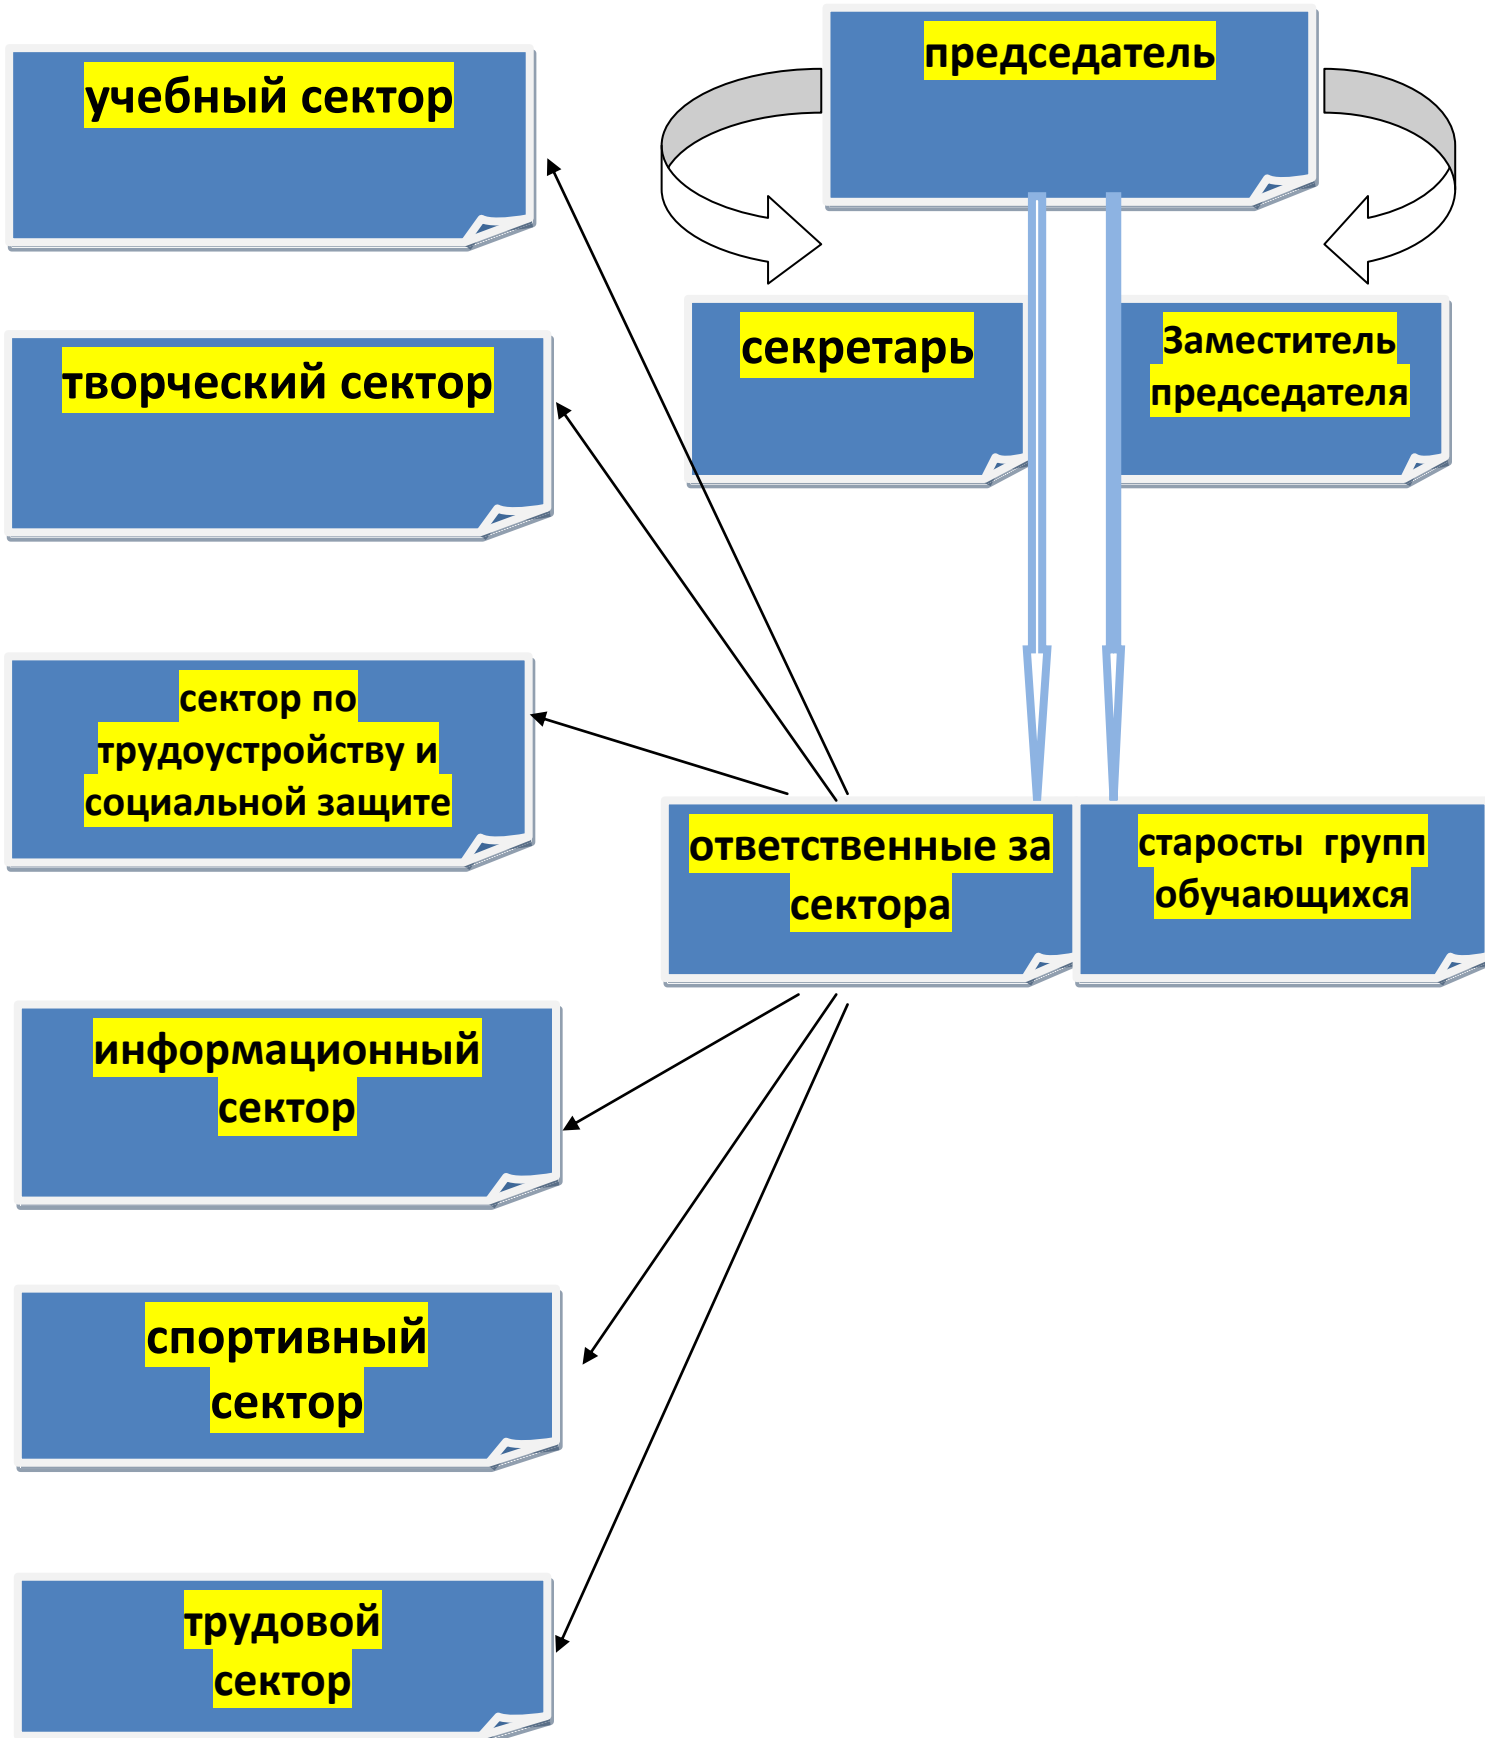 председатель
учебный сектор
секретарь
Заместитель
председателя
творческий сектор
сектор по
трудоустройству и
социальной защите
ответственные за
сектора
старосты  групп
обучающихся
информационный
сектор
спортивный
сектор
трудовой
сектор